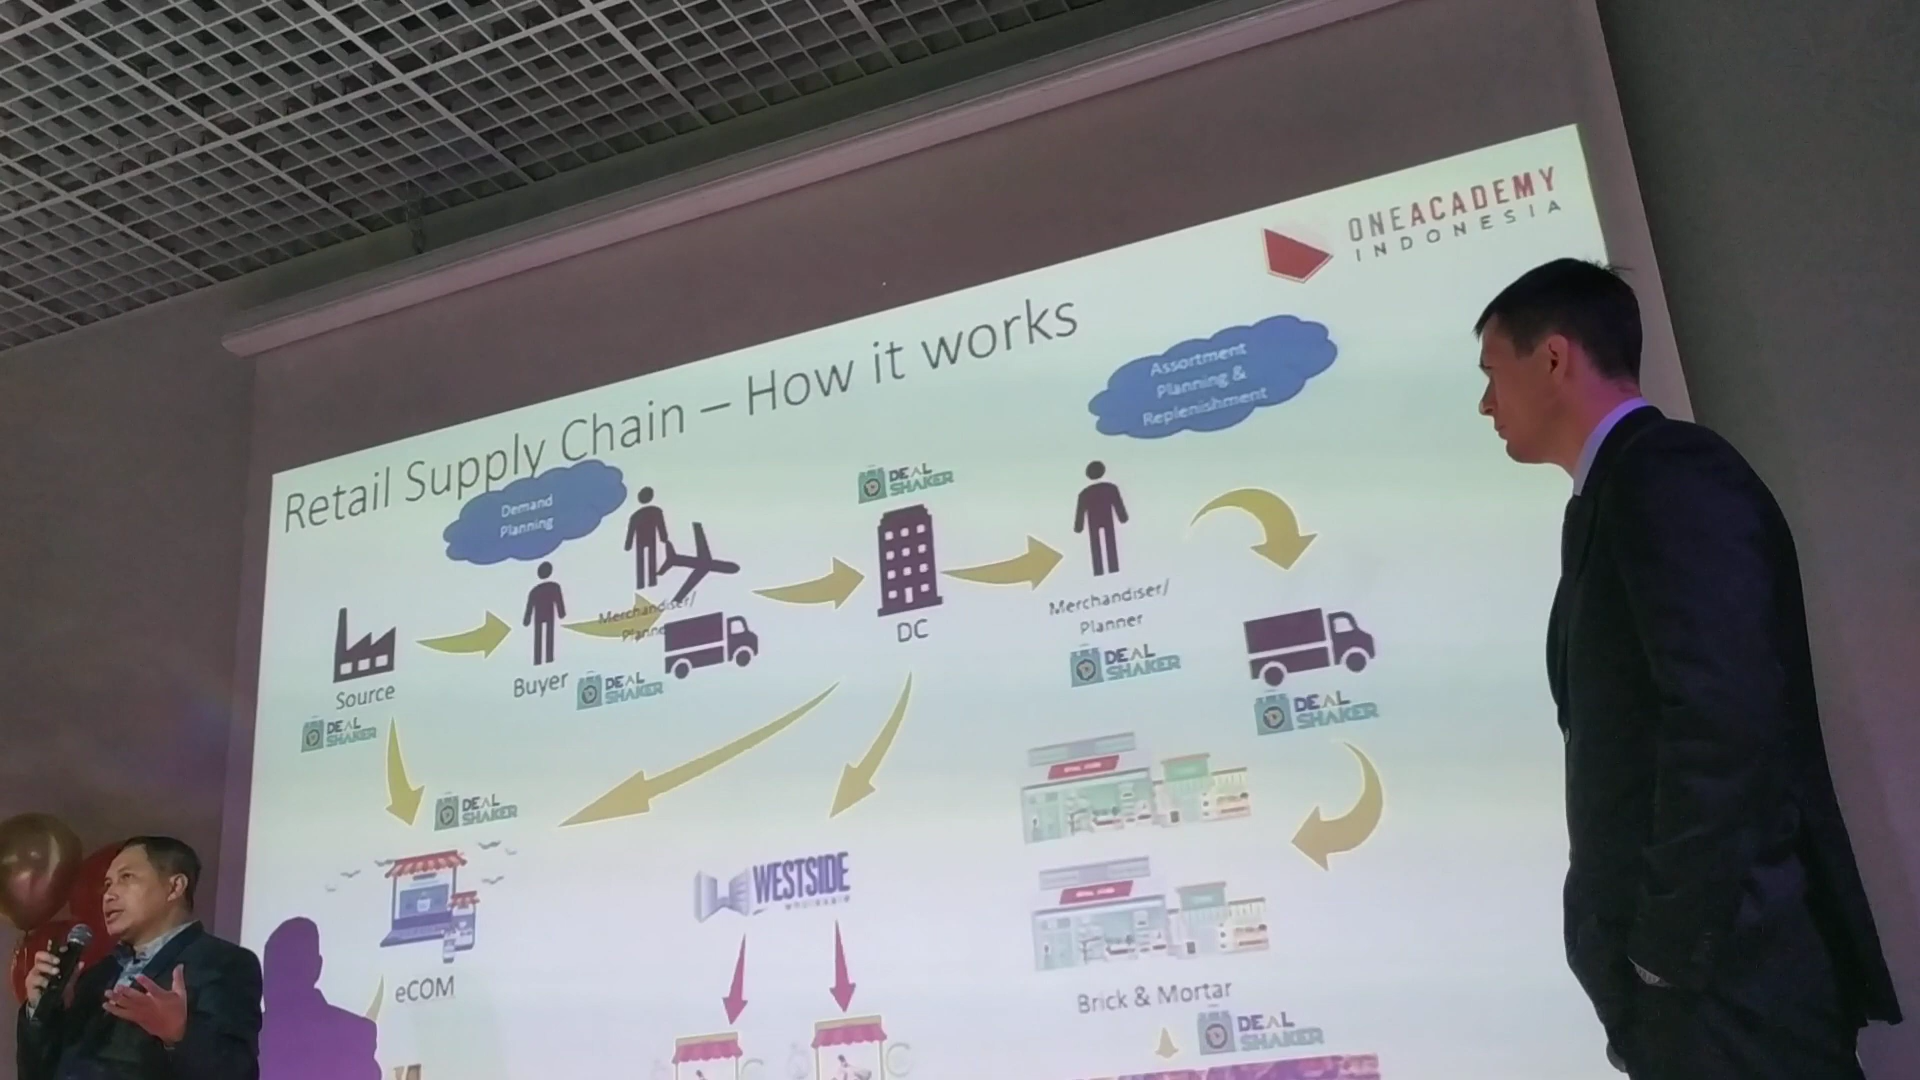 ONEACADEMY
INDONESIA
Retail Supply Chain – How it works
Assortment
Planning &
Replenishment
Demand
Planning
DEAL
SHAKER
Merchandiser/
Planne
DC
Merchandiser/
Planner
Source
Buyer
DEAL
SHAKER
DEAL
SHAKER
DEAL
SHAKER
DEAL
SHAKER
DEAL
SHAKER
WESTSIDE
eCOM
Brick & Mortar
DEAL
SHAKER